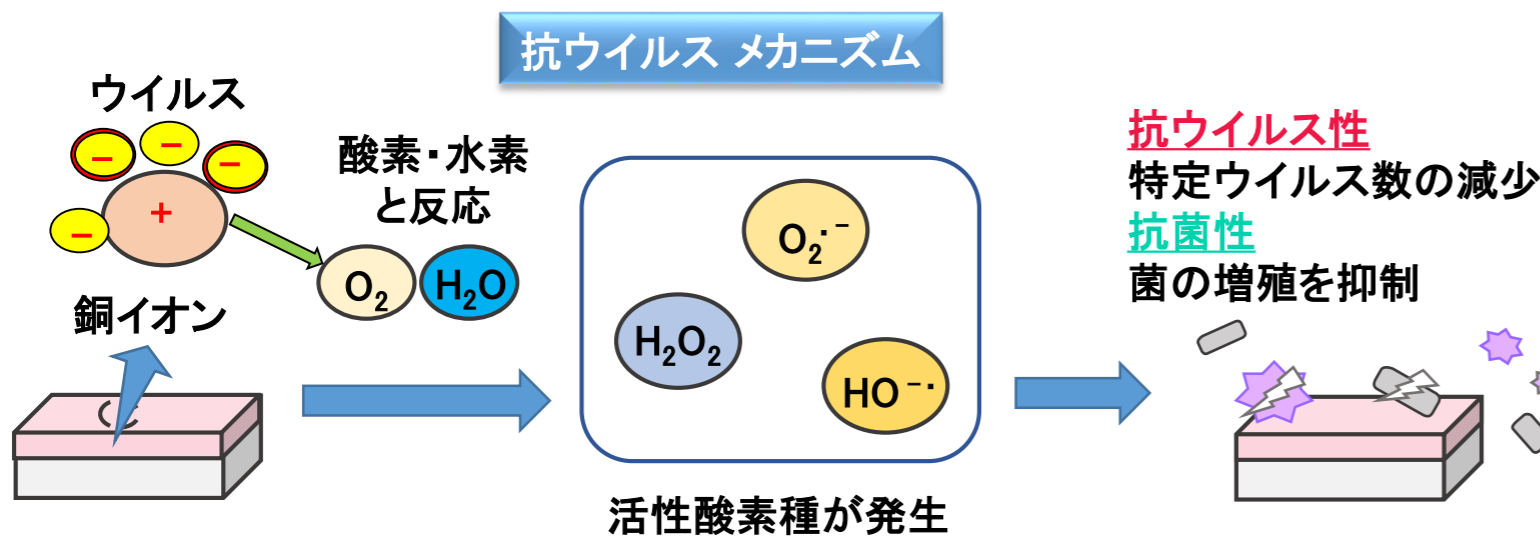 抗ウイルス メカニズム
ウイルス
－
－
－
－
+
銅イオン
酸素・水素
と反応
O₂
H₂O
O₂·⁻
H₂O₂
HO⁻·
活性酸素種が発生
抗ウイルス性
特定ウイルス数の減少
抗菌性
菌の増殖を抑制